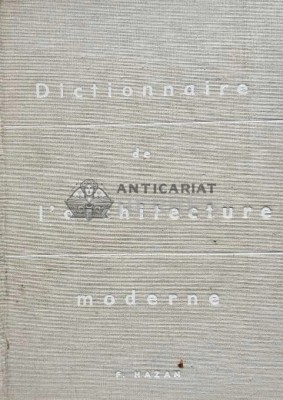 Dictionnaire
de
ANTICARIAT
l'architecture
moderne
F. HAZAN